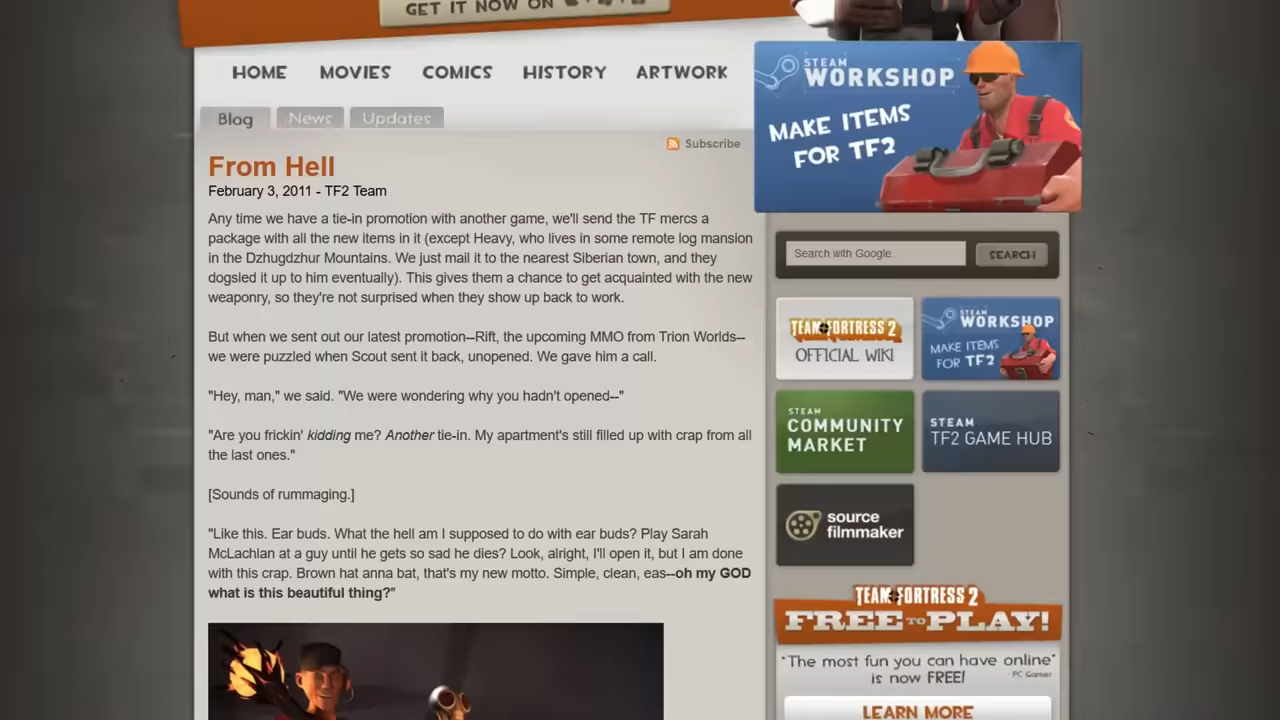 GET IT NOW ON
HOME MOVIES COMICS HISTORY ARTWORK
Blog News Updates
Subscribe
From Hell
February 3, 2011 - TF2 Team
Any time we have a tie-in promotion with another game, we'll send the TF mercs a
package with all the new items in it (except Heavy, who lives in some remote log mansion
in the Dzhugdzhur Mountains. We just mail it to the nearest Siberian town, and they
dogsled it up to him eventually). This gives them a chance to get acquainted with the new
weaponry, so they're not surprised when they show up back to work.
But when we sent out our latest promotion--Rift, the upcoming MMO from Trion Worlds--
we were puzzled when Scout sent it back, unopened. We gave him a call.
"Hey, man," we said. "We were wondering why you hadn't opened--"
"Are you frickin' kidding me? Another tie-in. My apartment's still filled up with crap from all
the last ones."
[Sounds of rummaging.]
"Like this. Ear buds. What the hell am I supposed to do with ear buds? Play Sarah
McLachlan at a guy until he gets so sad he dies? Look, alright, I'll open it, but I am done
with this crap. Brown hat anna bat, that's my new motto. Simple, clean, eas--oh my GOD
what is this beautiful thing?"
STEAM
WORKSHOP
MAKE ITEMS
FOR TF2
Search with Google
SEARCH
TEAM FORTRESS 2
OFFICIAL WIKI
STEAM
WORKSHOP
MAKE ITEMS
FOR TF2
STEAM
COMMUNITY
MARKET
STEAM
TF2 GAME HUB
source
filmmaker
TEAM FORTRESS 2
FREE TO PLAY!
"The most fun you can have online"
is now FREE! - PC Gamer
LEARN MORE